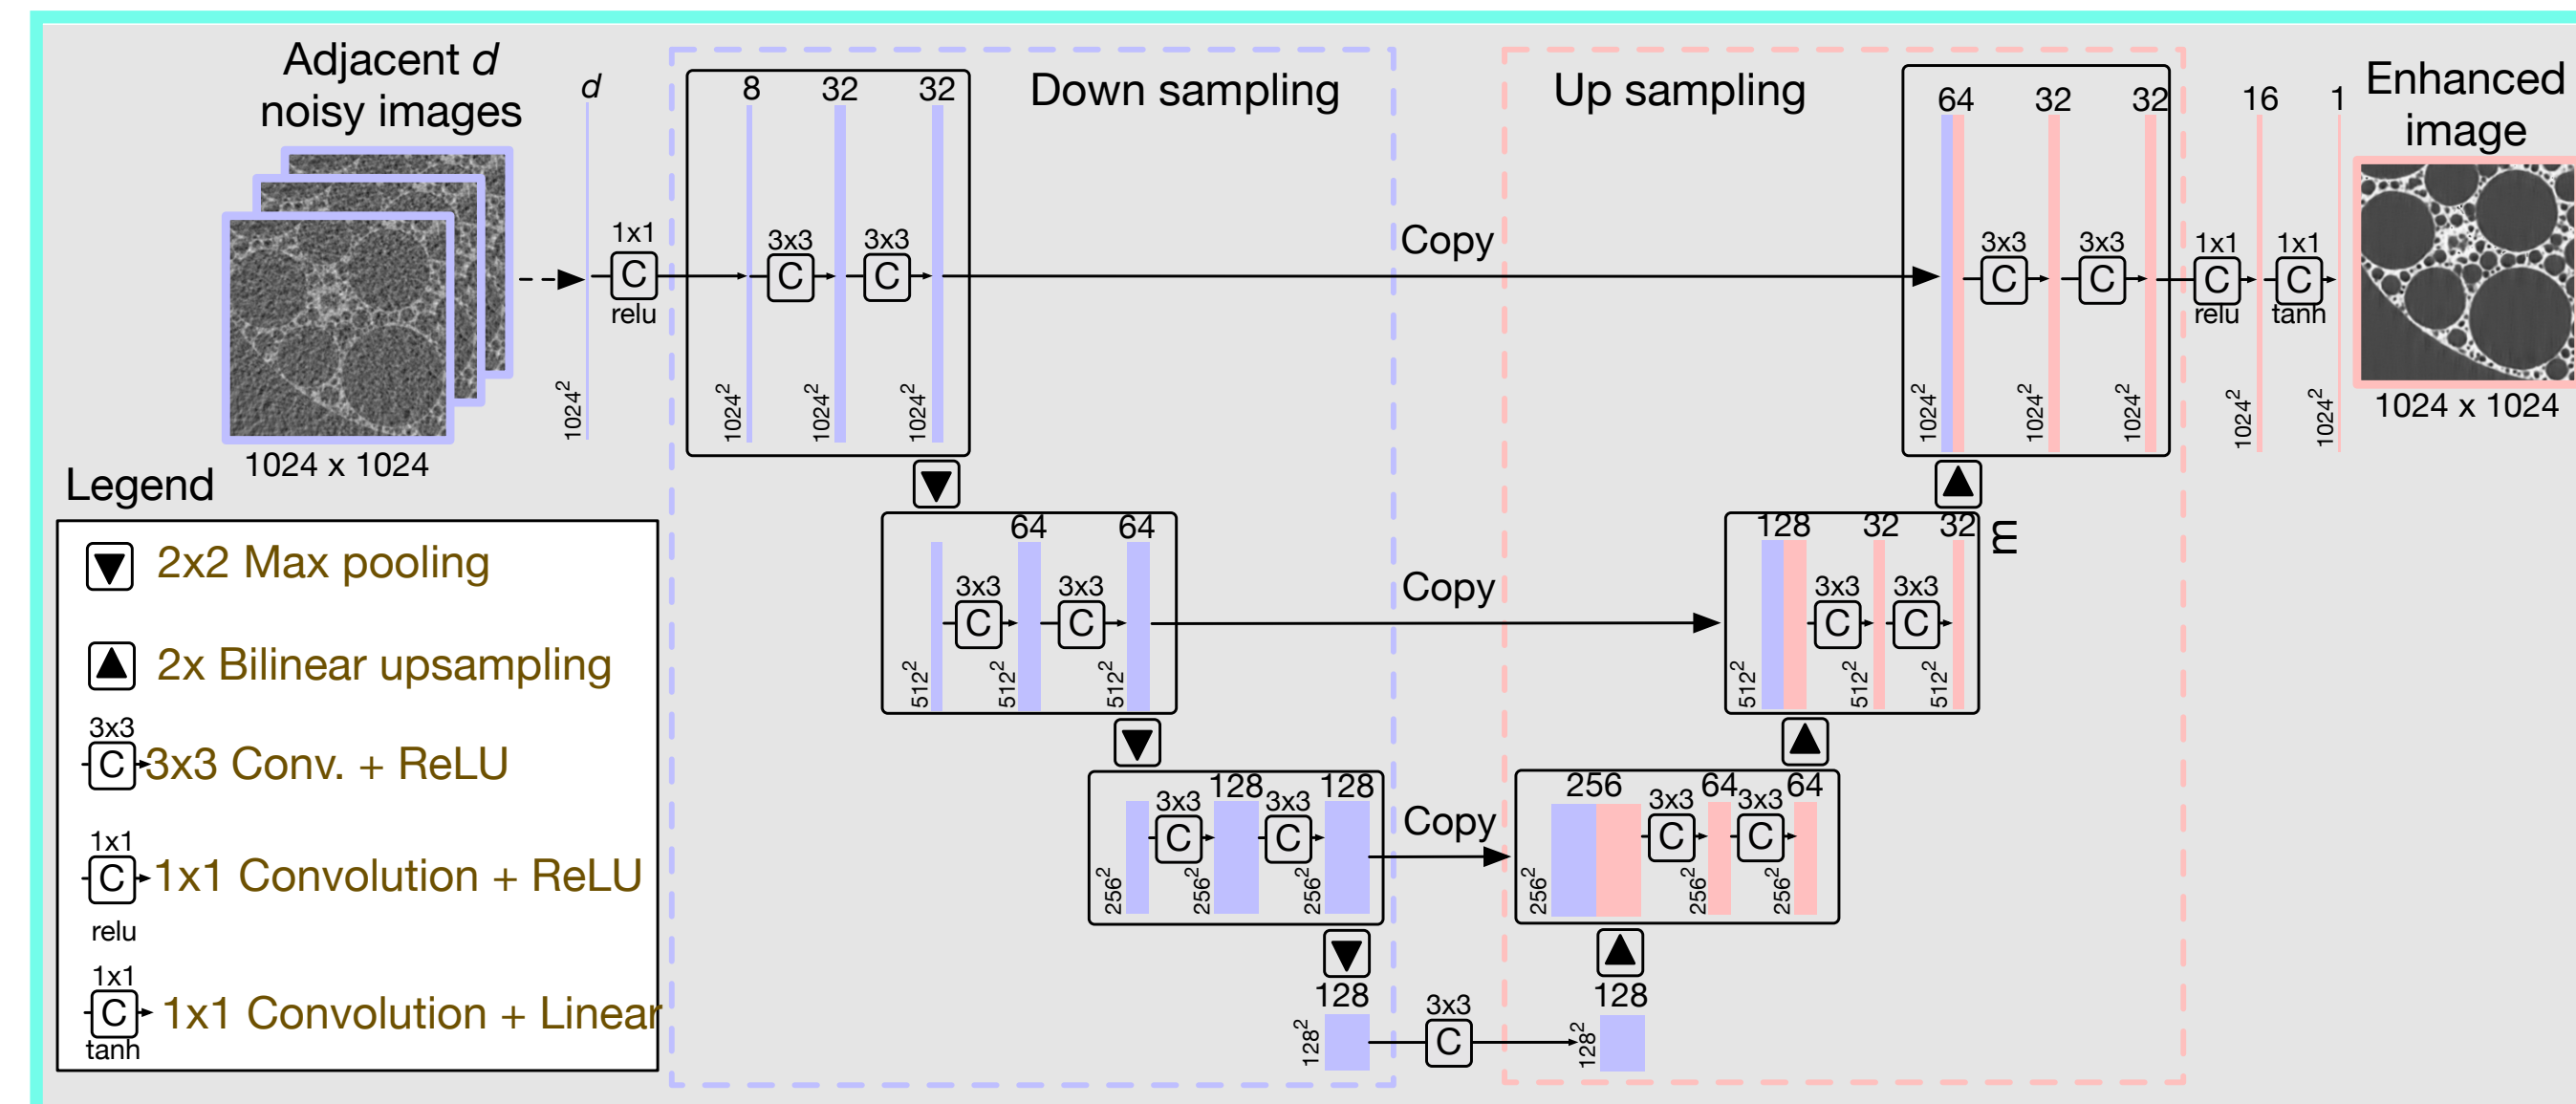 Adjacent d
noisy images
1024 x 1024
d
1024²
1x1
C
relu
Down sampling
8 32 32
3x3 3x3
C C
1024² 1024² 1024²
Copy
Up sampling
64 32 32
3x3 3x3
C C
1024² 1024² 1024²
16 1
1x1 1x1
C C
relu tanh
1024² 1024²
Enhanced
image
1024 x 1024
64 64
3x3 3x3
C C
512² 512² 512²
Copy
128 32 32
3x3 3x3
C C
512² 512² 512²
m
128 128
3x3 3x3
C C
256² 256² 256²
Copy
256 64 64
3x3 3x3
C C
256² 256² 256²
128
128²
3x3
C
128
128²
Legend
2x2 Max pooling
2x Bilinear upsampling
3x3
C 3x3 Conv. + ReLU
1x1
C 1x1 Convolution + ReLU
relu
1x1
C 1x1 Convolution + Linear
tanh